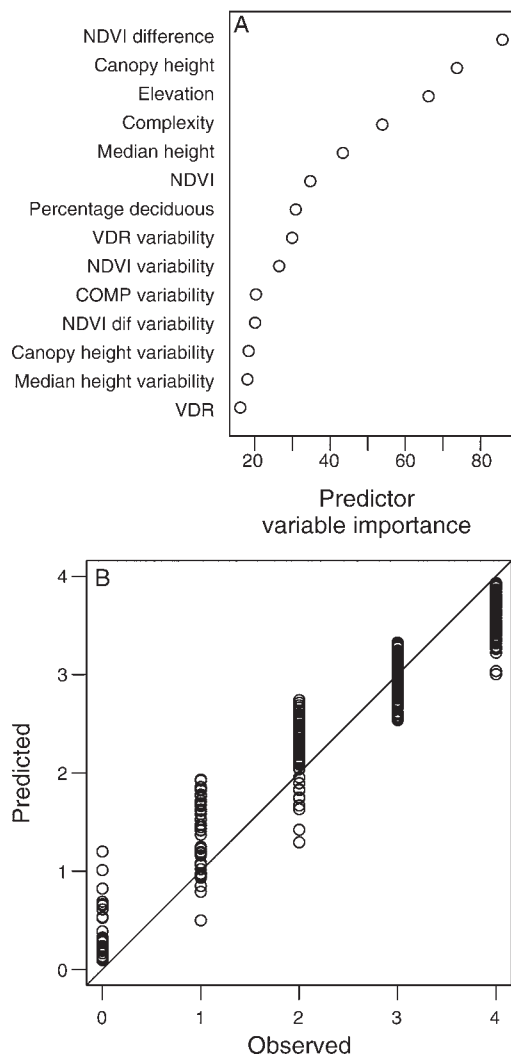 A
NDVI difference
Canopy height
Elevation
Complexity
Median height
NDVI
Percentage deciduous
VDR variability
NDVI variability
COMP variability
NDVI dif variability
Canopy height variability
Median height variability
VDR
20 40 60 80
Predictor
variable importance
B
4
3
2
1
0
Predicted
0 1 2 3 4
Observed